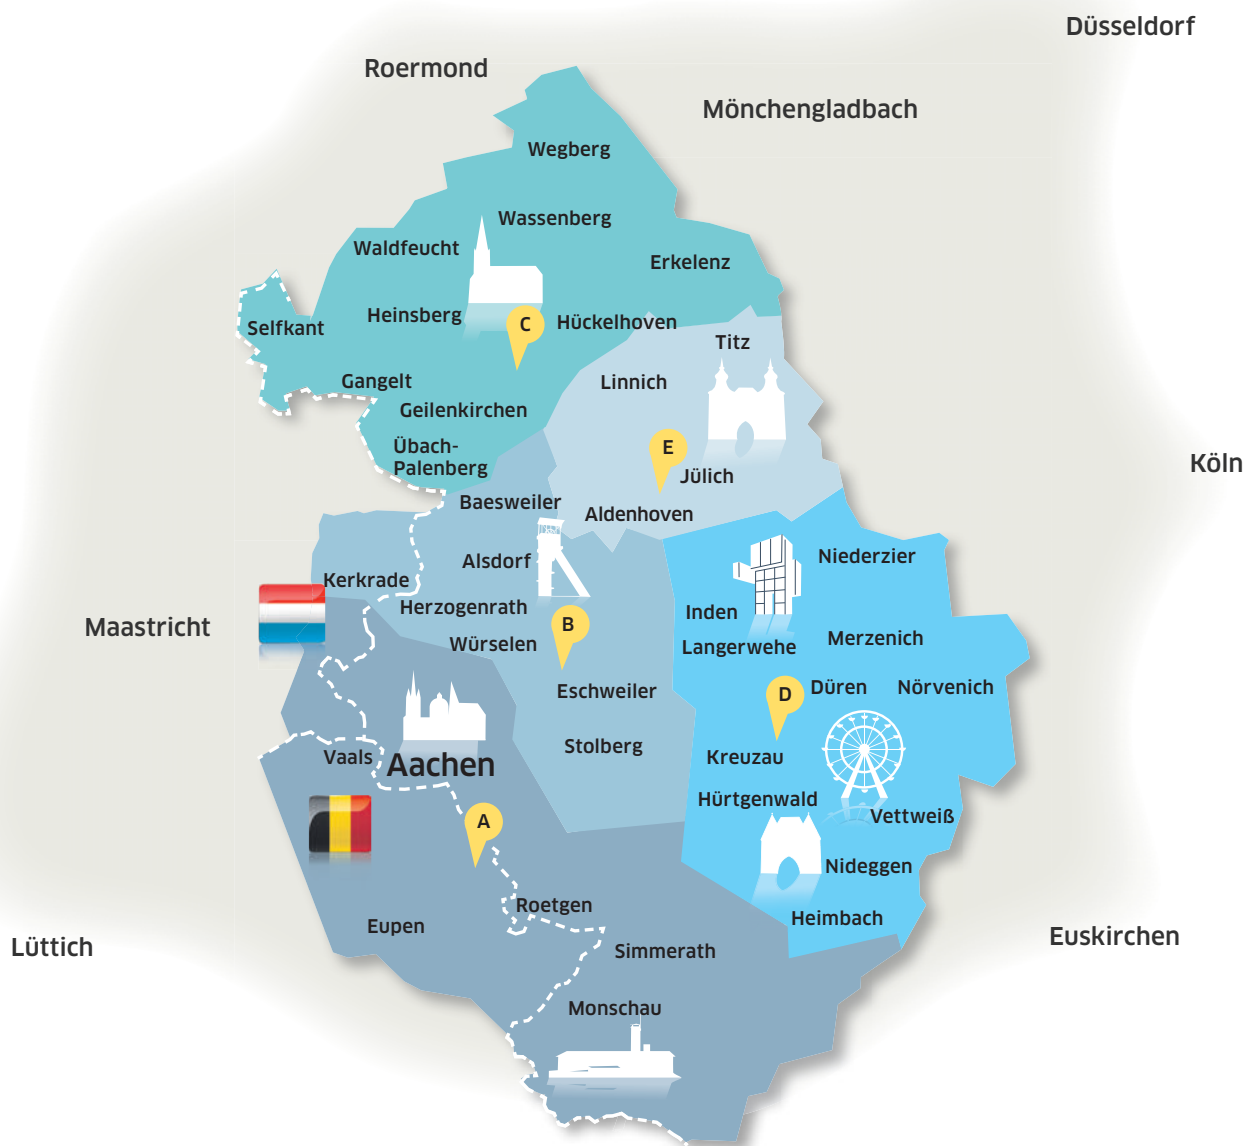 Düsseldorf
Roermond
Mönchengladbach
Wegberg
Wassenberg
Waldfeucht
Erkelenz
Heinsberg
C
Hückelhoven
Selfkant
Titz
Gangelt
Linnich
Geilenkirchen
Übach-
Palenberg
E
Jülich
Köln
Baesweiler
Aldenhoven
Alsdorf
Niederzier
Kerkrade
Herzogenrath
Inden
Maastricht
B
Würselen
Langerwehe
Merzenich
Eschweiler
D
Düren
Nörvenich
Stolberg
Vaals
Aachen
Kreuzau
Hürtgenwald
Vettweiß
A
Nideggen
Roetgen
Heimbach
Eupen
Lüttich
Simmerath
Euskirchen
Monschau